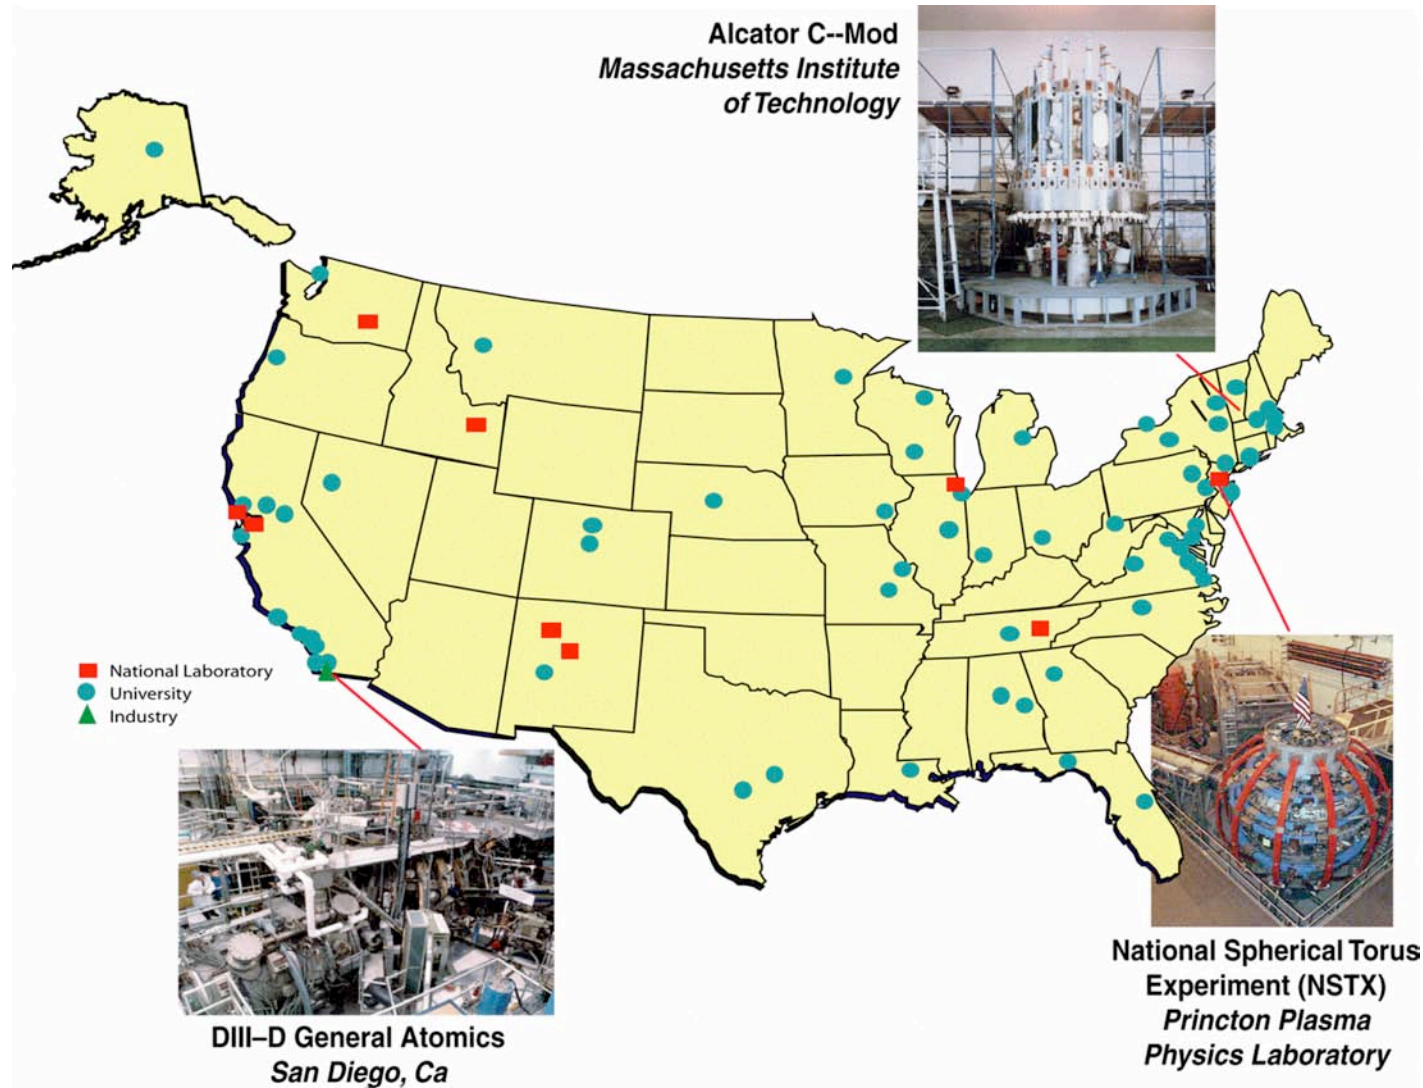 Alcator C--Mod
Massachusetts Institute
of Technology
National Laboratory
University
Industry
DIII–D General Atomics
San Diego, Ca
National Spherical Torus
Experiment (NSTX)
Princton Plasma
Physics Laboratory